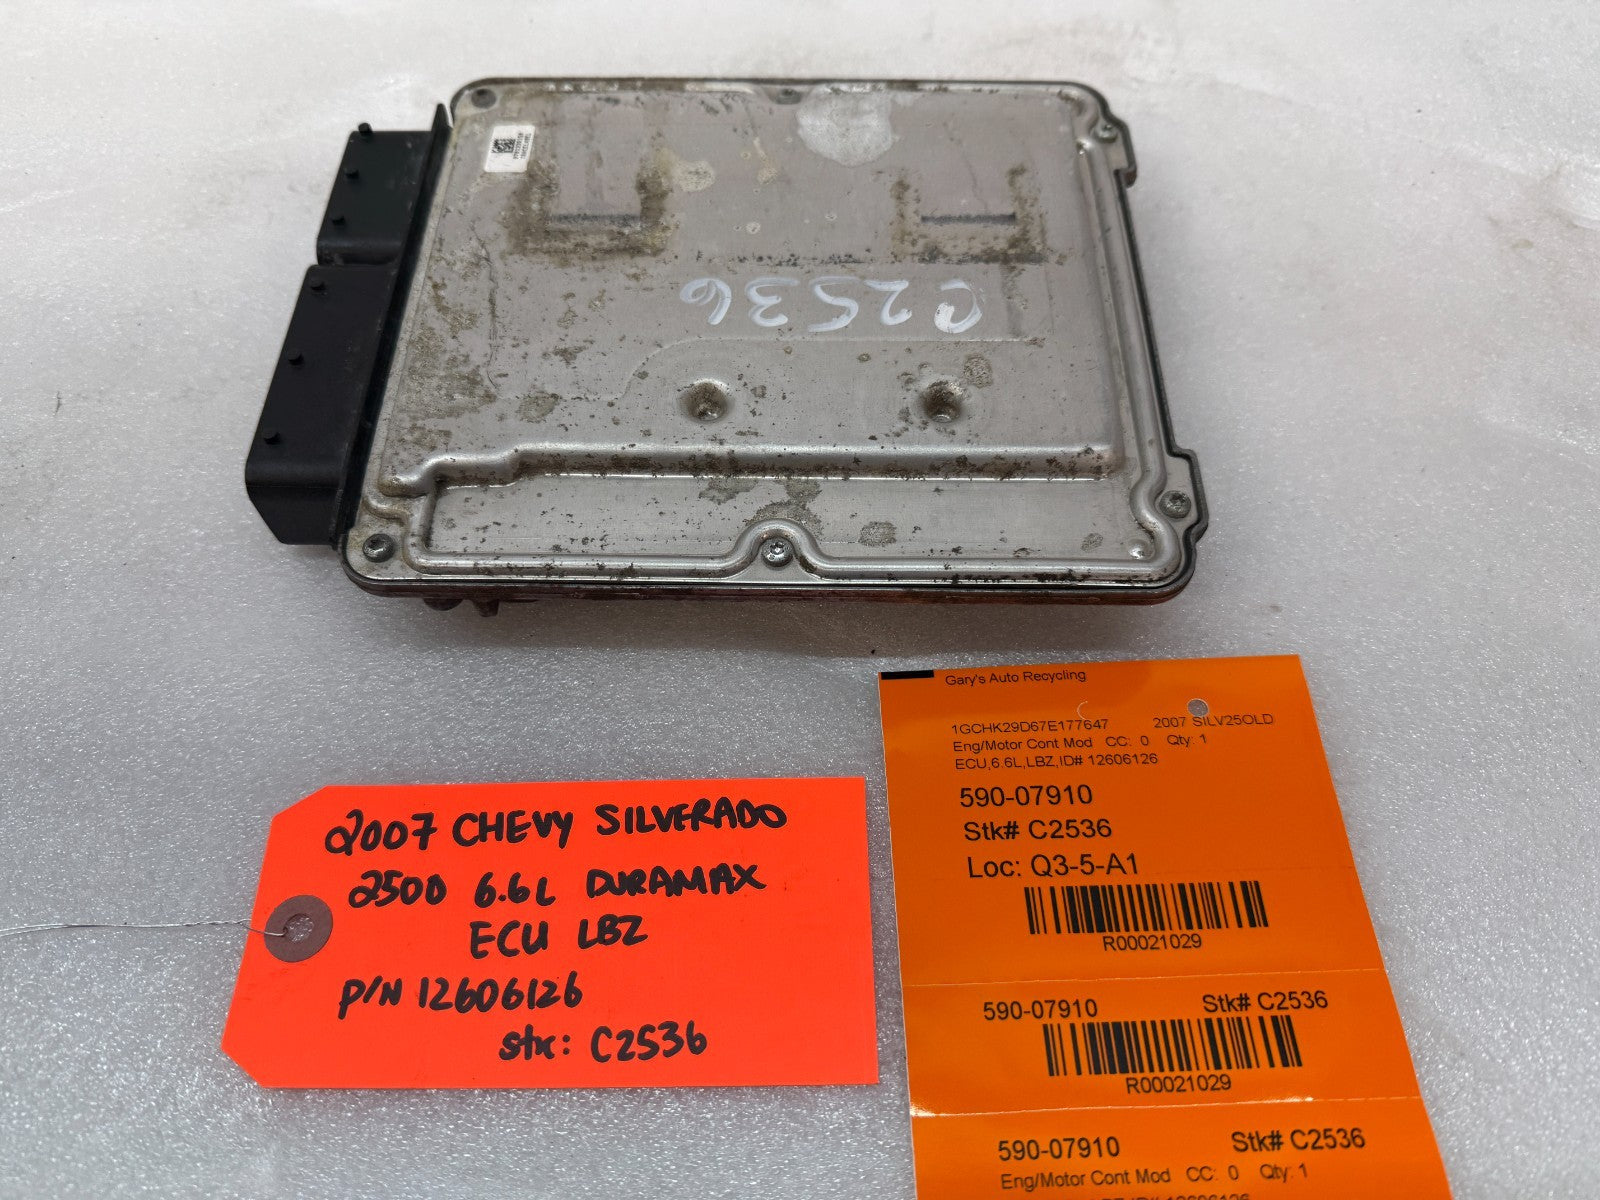 C2536
2007 CHEVY SILVERADO
2500 6.6L DURAMAX
ECU LBZ
P/N 12606126
stk: C2536
Gary's Auto Recycling
1GCHK29D67E177647 2007 SILV25OLD
Eng/Motor Cont Mod CC: 0 Qty: 1
ECU,6.6L,LBZ,ID# 12606126
590-07910
Stk# C2536
Loc: Q3-5-A1
R00021029
590-07910 Stk# C2536
R00021029
590-07910 Stk# C2536
Eng/Motor Cont Mod CC: 0 Qty: 1